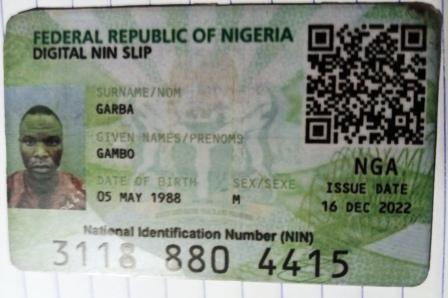 FEDERAL REPUBLIC OF NIGERIA
DIGITAL NIN SLIP
SURNAME/NOM
GARBA
GIVEN NAMES/PRENOMS
GAMBO
DATE OF BIRTH SEX/SEXE
05 MAY 1988 M
NGA
ISSUE DATE
16 DEC 2022
National Identification Number (NIN)
3118 880 4415